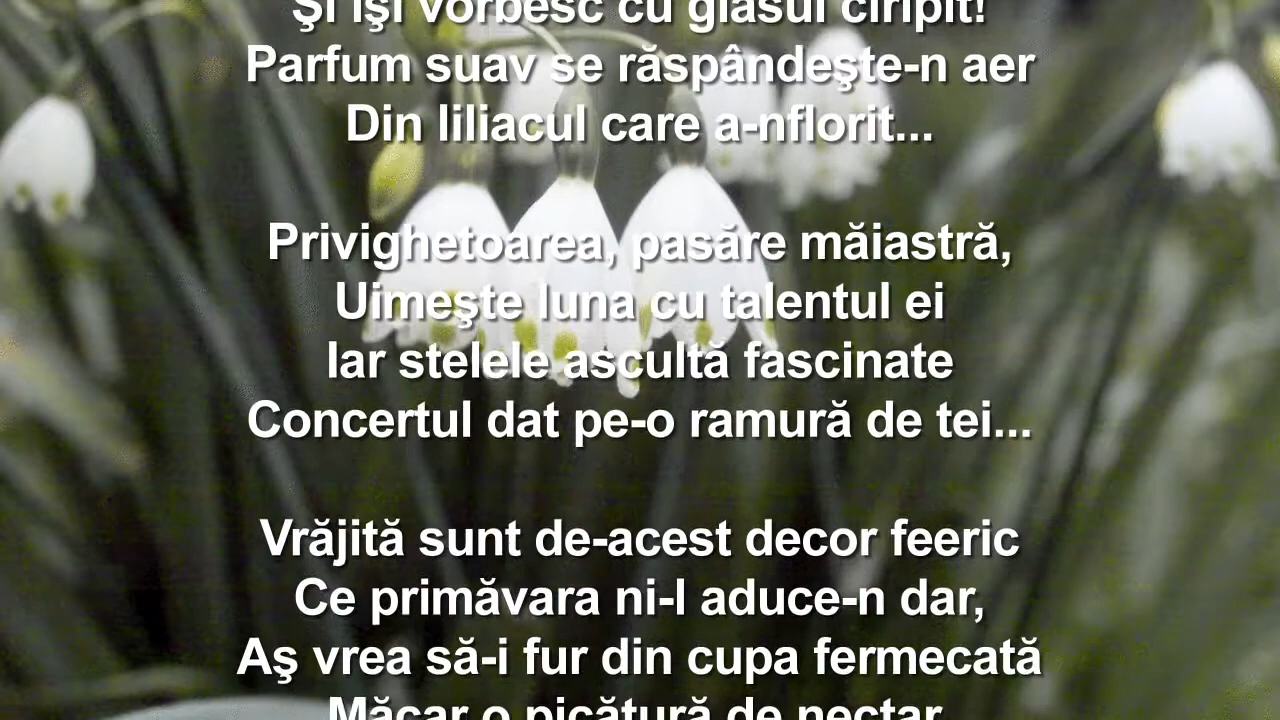 Şi îşi vorbesc cu glasul ciripit!
Parfum suav se răspândeşte-n aer
Din liliacul care a-nflorit...
Privighetoarea, pasăre măiastră,
Uimeşte luna cu talentul ei
Iar stelele ascultă fascinate
Concertul dat pe-o ramură de tei...
Vrăjită sunt de-acest decor feeric
Ce primăvara ni-l aduce-n dar,
Aş vrea să-i fur din cupa fermecată
Măcar o picătură de nectar